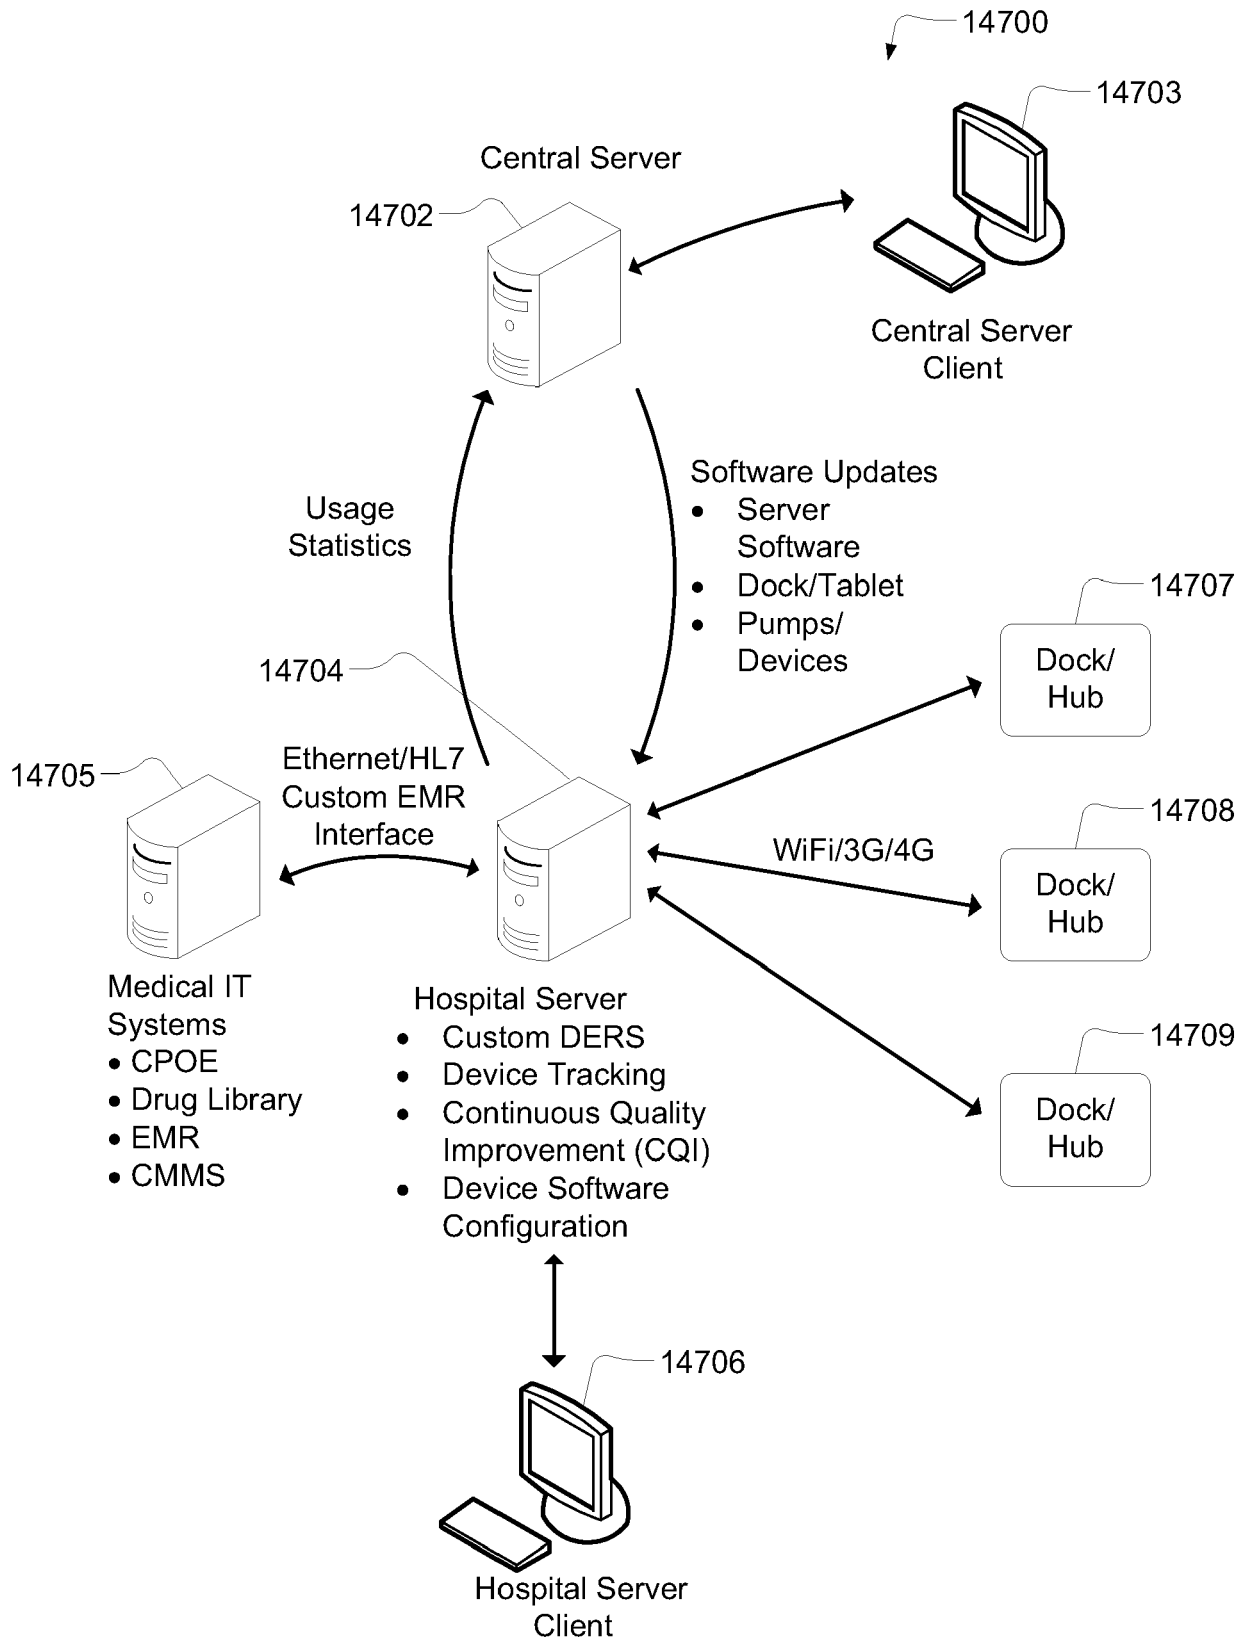 14700
14703
Central Server
14702
Central Server
Client
Usage
Statistics
Software Updates
• Server
Software
• Dock/Tablet
• Pumps/
Devices
14707
Dock/
Hub
14704
14705
Ethernet/HL7
Custom EMR
Interface
WiFi/3G/4G
14708
Dock/
Hub
Medical IT
Systems
• CPOE
• Drug Library
• EMR
• CMMS
Hospital Server
• Custom DERS
• Device Tracking
• Continuous Quality
Improvement (CQI)
• Device Software
Configuration
14709
Dock/
Hub
14706
Hospital Server
Client